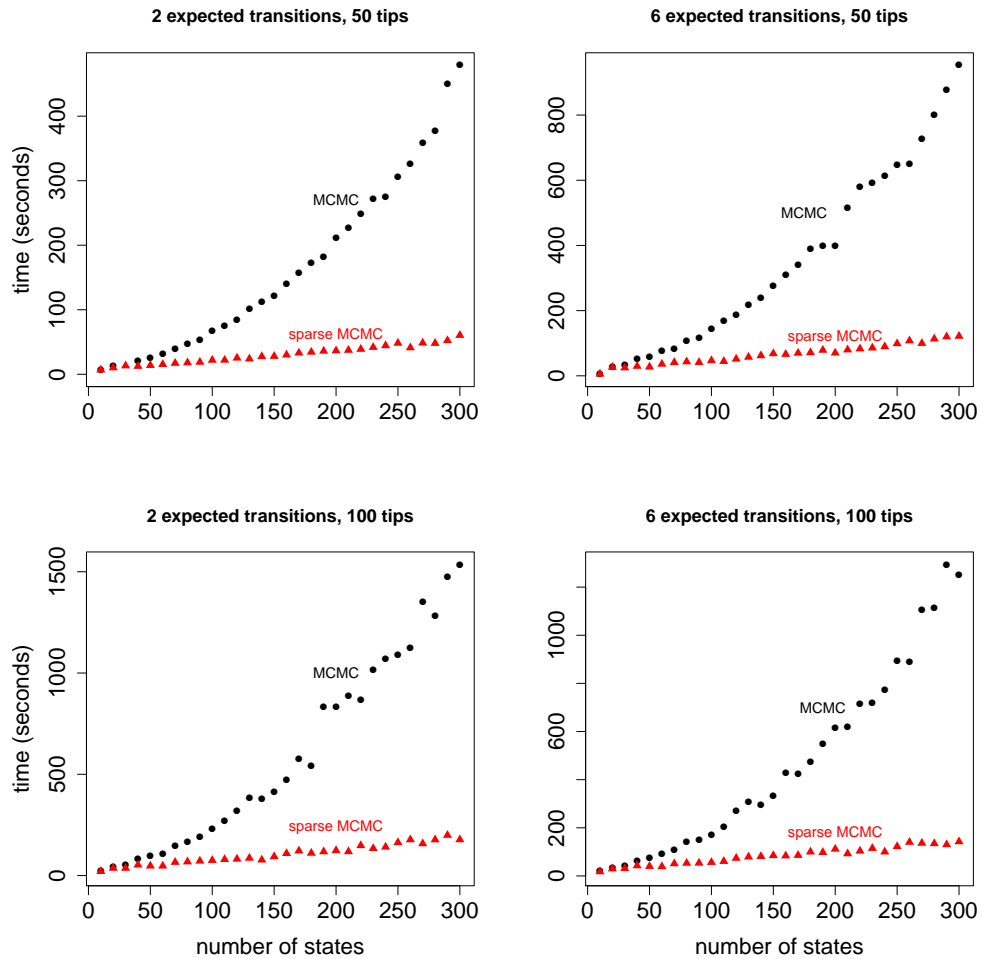 2 expected transitions, 50 tips
time (seconds)
0
100
200
300
400
MCMC
sparse MCMC
0 50 100 150 200 250 300
6 expected transitions, 50 tips
0
200
400
600
800
MCMC
sparse MCMC
0 50 100 150 200 250 300
2 expected transitions, 100 tips
time (seconds)
0
500
1000
1500
MCMC
sparse MCMC
0 50 100 150 200 250 300
number of states
6 expected transitions, 100 tips
0
200
600
1000
MCMC
sparse MCMC
0 50 100 150 200 250 300
number of states